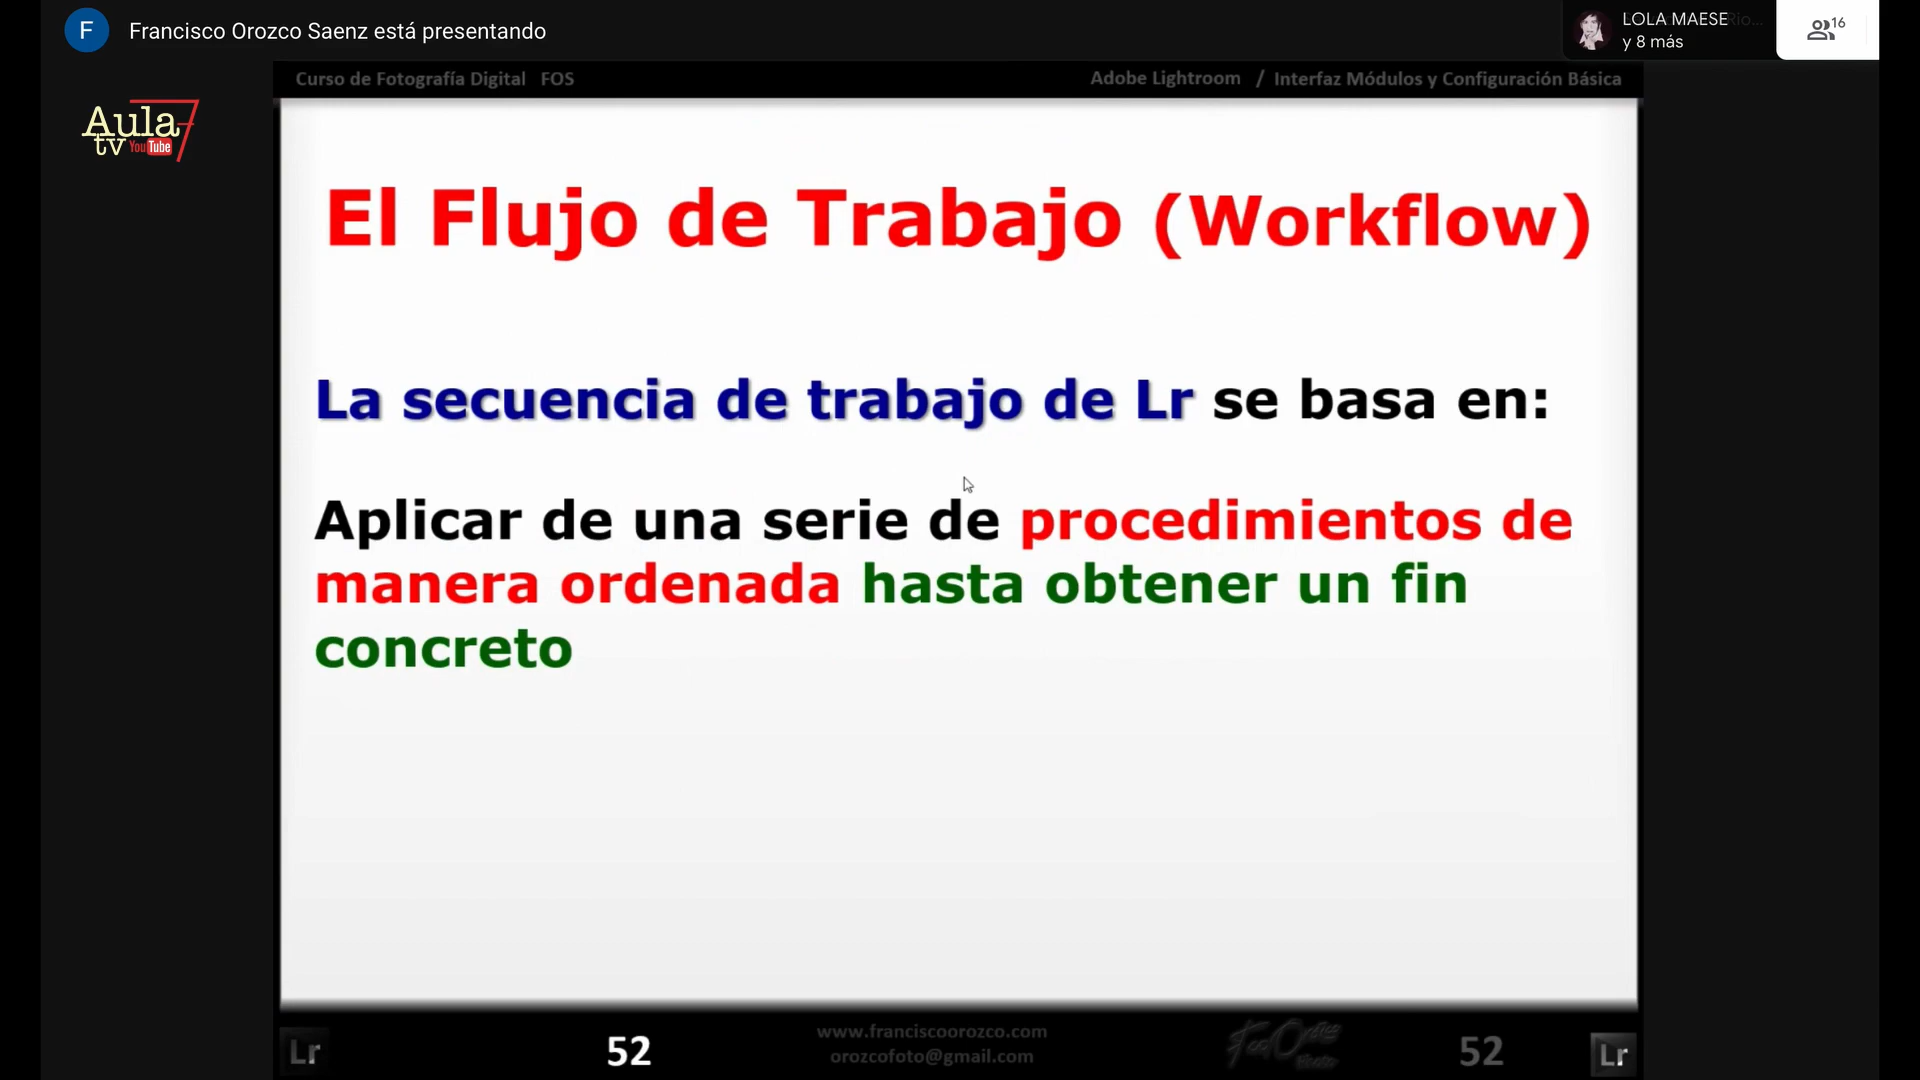 F Francisco Orozco Saenz está presentando
LOLA MAESE
y 8 más
16
Curso de Fotografía Digital FOS
Adobe Lightroom / Interfaz Módulos y Configuración Básica
Aula 7
tv YouTube
El Flujo de Trabajo (Workflow)
La secuencia de trabajo de Lr se basa en:
Aplicar de una serie de procedimientos de
manera ordenada hasta obtener un fin
concreto
Lr
52
www.franciscoorozco.com
orozcofoto@gmail.com
52
Lr